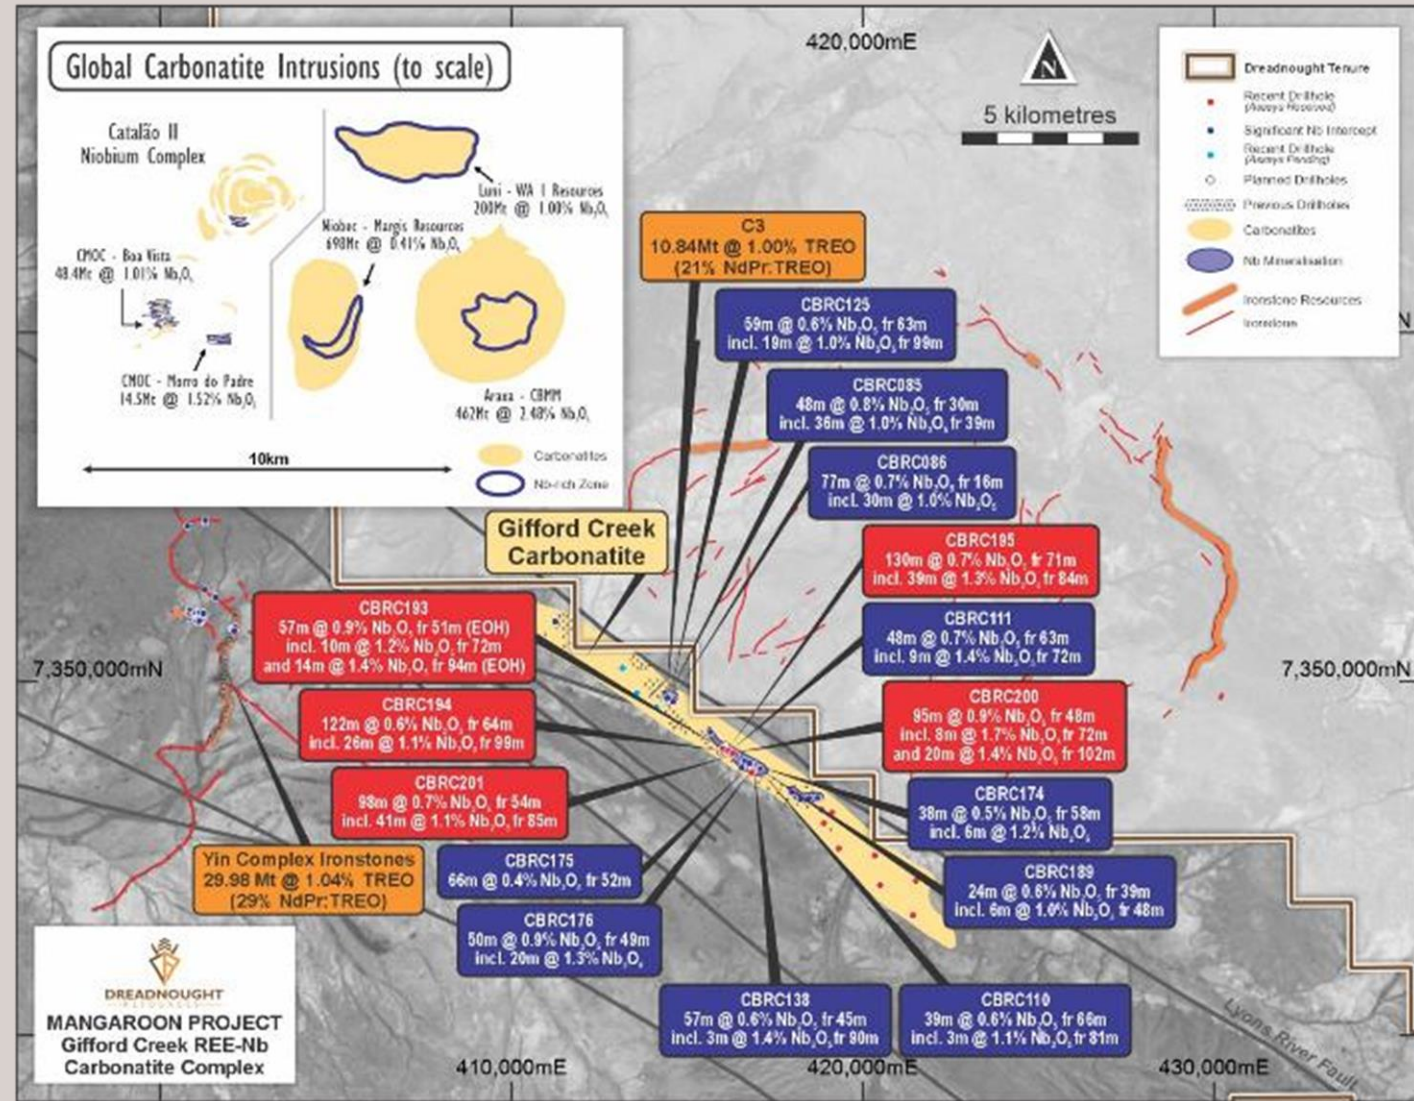 Global Carbonatite Intrusions (to scale)
Catalão II
Niobium Complex
Luni - WA 1 Resources
200Mt @ 1.00% Nb₂O₅
Niobec - Margis Resources
698Mt @ 0.41% Nb₂O₅
CMOC - Boa Vista
48.4Mt @ 1.01% Nb₂O₅
CMOC - Morro do Padre
14.5Mt @ 1.52% Nb₂O₅
Araxa - CBMM
462Mt @ 2.48% Nb₂O₅
10km
Carbonatites
Nb-rich Zone
420,000mE
N
5 kilometres
Dreadnought Tenure
Recent Drillhole
(Assays Received)
Significant Nb Intercept
Recent Drillhole
(Assays Pending)
Planned Drillholes
Previous Drillholes
Carbonatites
Nb Mineralisation
Ironstone Resources
Ironstone
N
C3
10.84Mt @ 1.00% TREO
(21% NdPr:TREO)
CBRC125
59m @ 0.6% Nb₂O₅ fr 63m
incl. 19m @ 1.0% Nb₂O₅ fr 99m
CBRC085
48m @ 0.8% Nb₂O₅ fr 30m
incl. 36m @ 1.0% Nb₂O₅ fr 39m
CBRC086
77m @ 0.7% Nb₂O₅ fr 16m
incl. 30m @ 1.0% Nb₂O₅
Gifford Creek
Carbonatite
CBRC195
130m @ 0.7% Nb₂O₅ fr 71m
incl. 39m @ 1.3% Nb₂O₅ fr 84m
CBRC193
57m @ 0.9% Nb₂O₅ fr 51m (EOH)
incl. 10m @ 1.2% Nb₂O₅ fr 72m
and 14m @ 1.4% Nb₂O₅ fr 94m (EOH)
CBRC111
48m @ 0.7% Nb₂O₅ fr 63m
incl. 9m @ 1.4% Nb₂O₅ fr 72m
7,350,000mN
7,350,000mN
CBRC194
122m @ 0.6% Nb₂O₅ fr 64m
incl. 26m @ 1.1% Nb₂O₅ fr 99m
CBRC200
95m @ 0.9% Nb₂O₅ fr 48m
incl. 8m @ 1.7% Nb₂O₅ fr 72m
and 20m @ 1.4% Nb₂O₅ fr 102m
CBRC201
98m @ 0.7% Nb₂O₅ fr 54m
incl. 41m @ 1.1% Nb₂O₅ fr 85m
CBRC174
38m @ 0.5% Nb₂O₅ fr 58m
incl. 6m @ 1.2% Nb₂O₅
Yin Complex Ironstones
29.98 Mt @ 1.04% TREO
(29% NdPr:TREO)
CBRC175
66m @ 0.4% Nb₂O₅ fr 52m
CBRC189
24m @ 0.6% Nb₂O₅ fr 39m
incl. 6m @ 1.0% Nb₂O₅ fr 48m
CBRC176
50m @ 0.9% Nb₂O₅ fr 49m
incl. 20m @ 1.3% Nb₂O₅
CBRC138
57m @ 0.6% Nb₂O₅ fr 45m
incl. 3m @ 1.4% Nb₂O₅ fr 90m
CBRC110
39m @ 0.6% Nb₂O₅ fr 66m
incl. 3m @ 1.1% Nb₂O₅ fr 81m
DREADNOUGHT
RESOURCES
MANGAROON PROJECT
Gifford Creek REE-Nb
Carbonatite Complex
410,000mE
420,000mE
430,000mE
Lyons River Fault